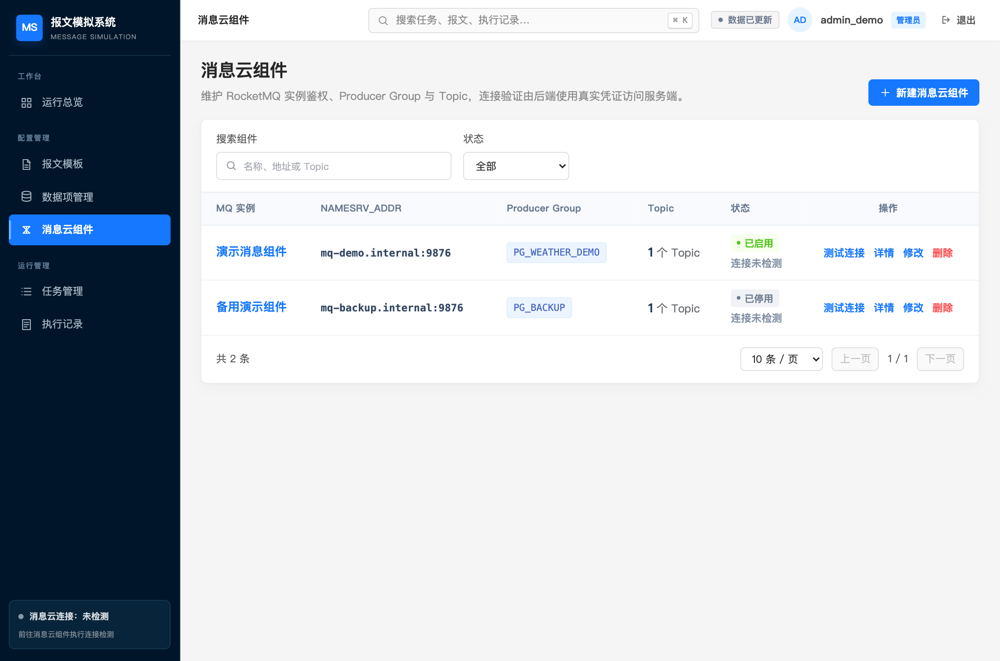 MS
报文模拟系统
MESSAGE SIMULATION
工作台
运行总览
配置管理
报文模板
数据项管理
消息云组件
运行管理
任务管理
执行记录
消息云连接：未检测
前往消息云组件执行连接检测
消息云组件
搜索任务、报文、执行记录...
⌘ K
数据已更新
AD
admin_demo
管理员
退出
消息云组件
维护 RocketMQ 实例鉴权、Producer Group 与 Topic，连接验证由后端使用真实凭证访问服务端。
新建消息云组件
搜索组件
状态
名称、地址或 Topic
全部
MQ 实例 NAMESRV_ADDR Producer Group Topic 状态 操作
演示消息组件 mq-demo.internal:9876 PG_WEATHER_DEMO 1 个 Topic 已启用 连接未检测 测试连接 详情 修改 删除
备用演示组件 mq-backup.internal:9876 PG_BACKUP 1 个 Topic 已停用 连接未检测 测试连接 详情 修改 删除
共 2 条
10 条 / 页
上一页
1 / 1
下一页